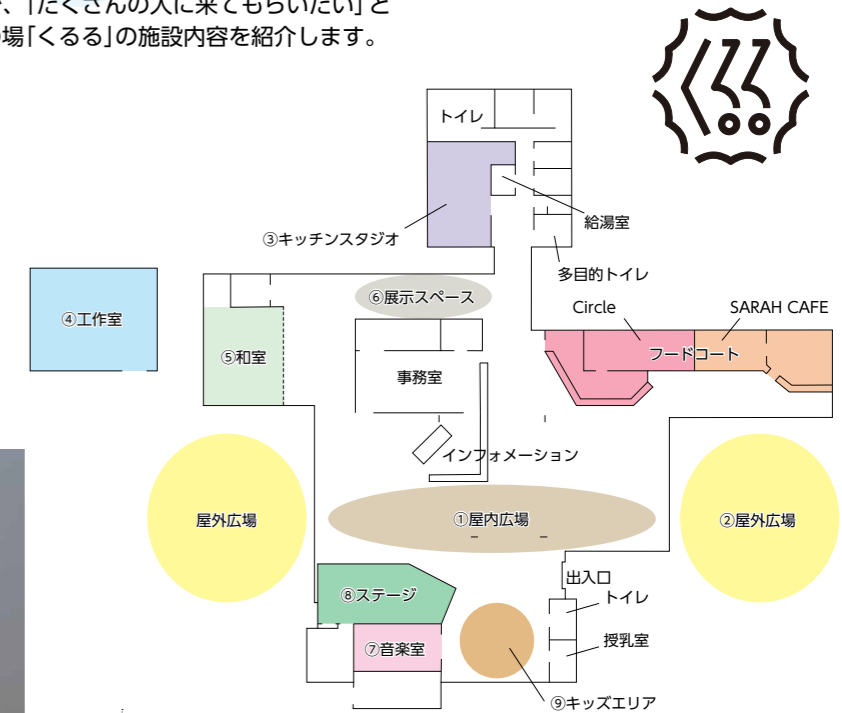 、「たくさんの人に来てもらいたい」と
場「くるる」の施設内容を紹介します。
トイレ
給湯室
③キッチンスタジオ
多目的トイレ
⑥展示スペース
Circle
SARAH CAFE
④工作室
フードコート
⑤和室
事務室
インフォメーション
屋外広場
①屋内広場
②屋外広場
出入口
⑧ステージ
トイレ
⑦音楽室
授乳室
⑨キッズエリア